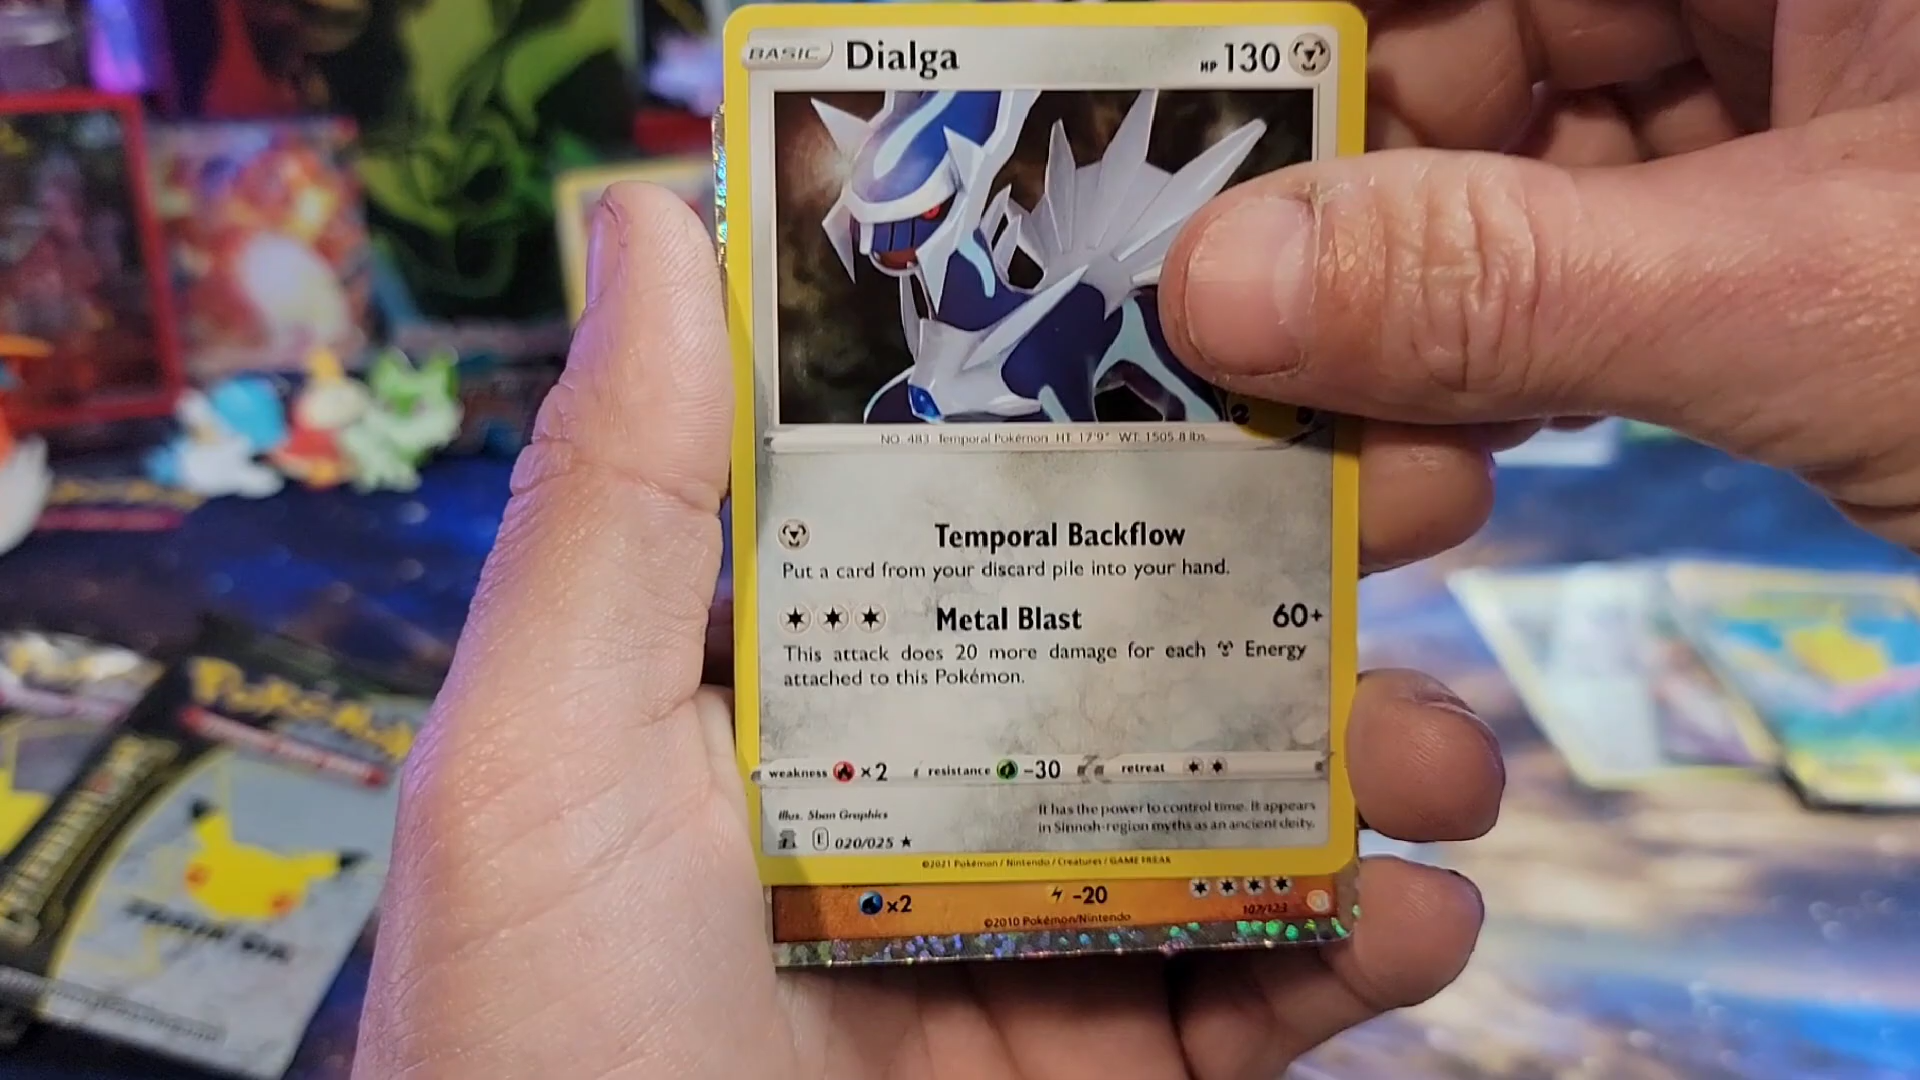 BASIC Dialga HP 130
NO. 483 Temporal Pokémon HT: 17'9" WT: 1505.8 lbs.
Temporal Backflow
Put a card from your discard pile into your hand.
Metal Blast 60+
This attack does 20 more damage for each Energy
attached to this Pokémon.
weakness ×2 resistance -30 retreat
Illus. 5ban Graphics
It has the power to control time. It appears
in Sinnoh-region myths as an ancient deity.
E 020/025 ★
©2021 Pokémon / Nintendo / Creatures / GAME FREAK
×2 -20
107/123
©2010 Pokémon/Nintendo
Pokémon